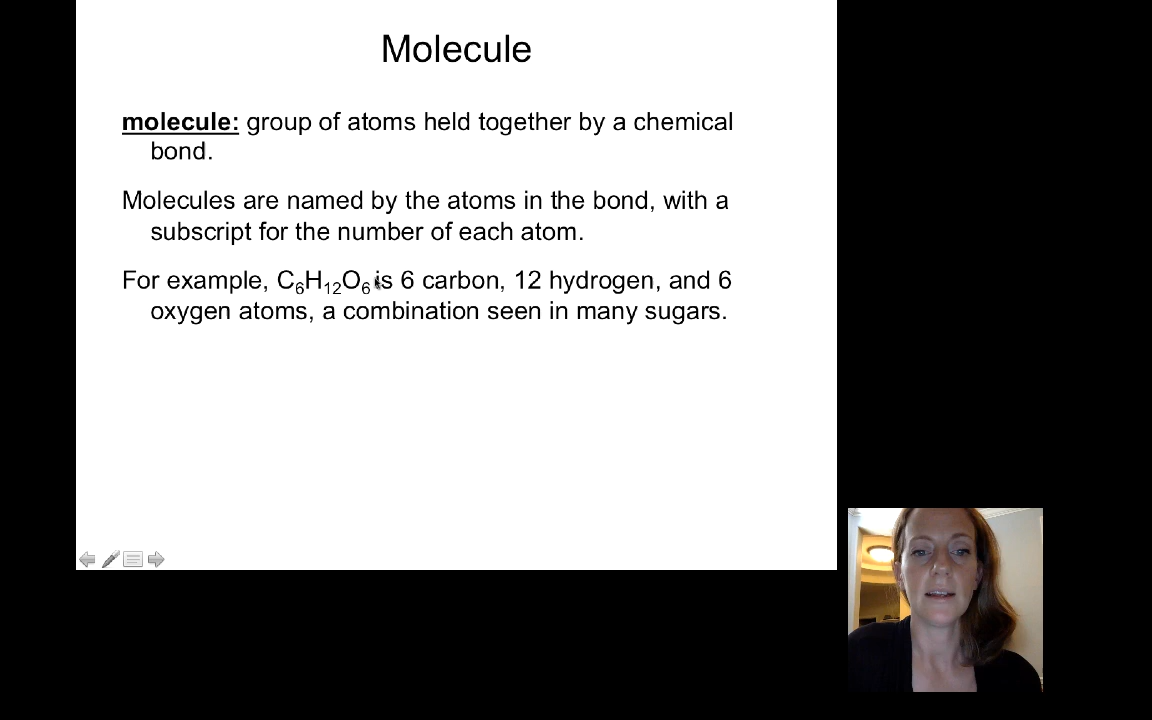 Molecule
molecule: group of atoms held together by a chemical
bond.
Molecules are named by the atoms in the bond, with a
subscript for the number of each atom.
For example, C₆H₁₂O₆ is 6 carbon, 12 hydrogen, and 6
oxygen atoms, a combination seen in many sugars.